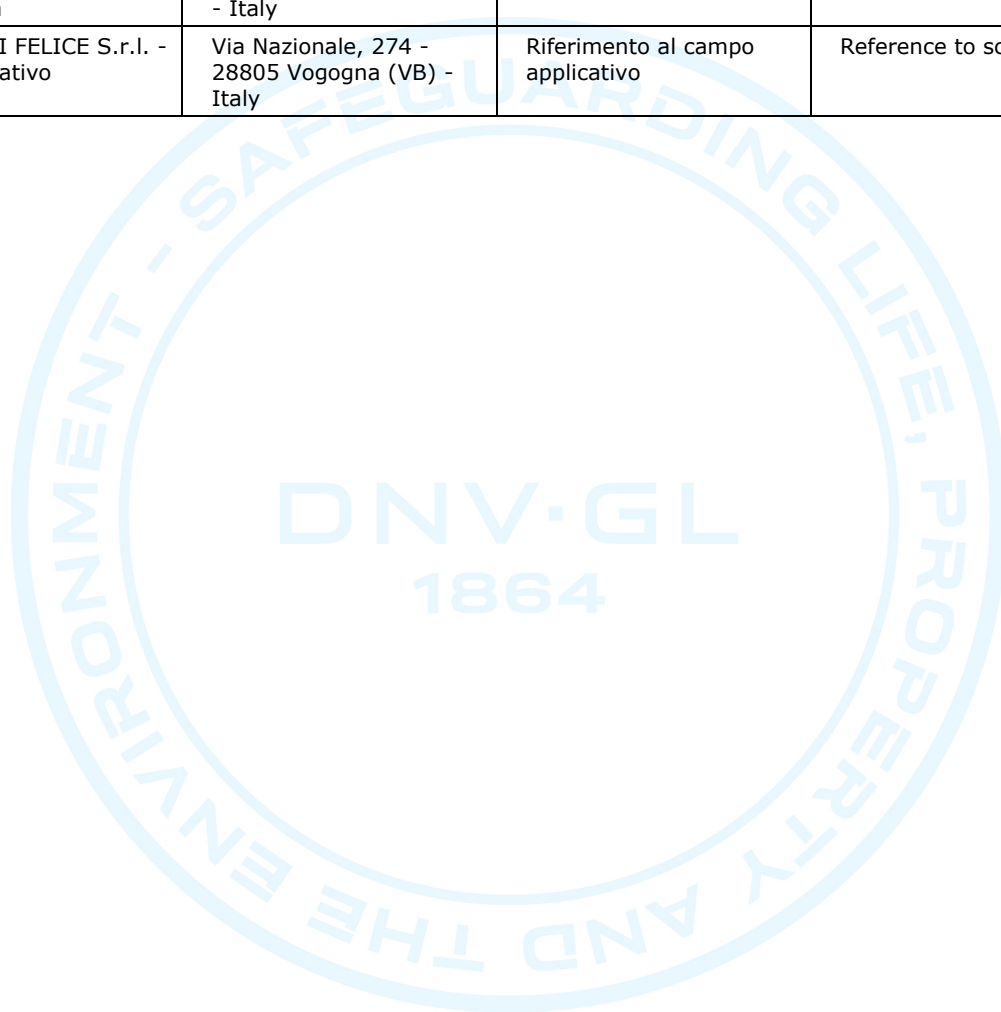 - Italy
I FELICE S.r.l. -
ativo
Via Nazionale, 274 -
28805 Vogogna (VB) -
Italy
Riferimento al campo
applicativo
Reference to sc
SAFEGUARDING LIFE, PROPERTY AND THE ENVIRONMENT -
DNV·GL
1864